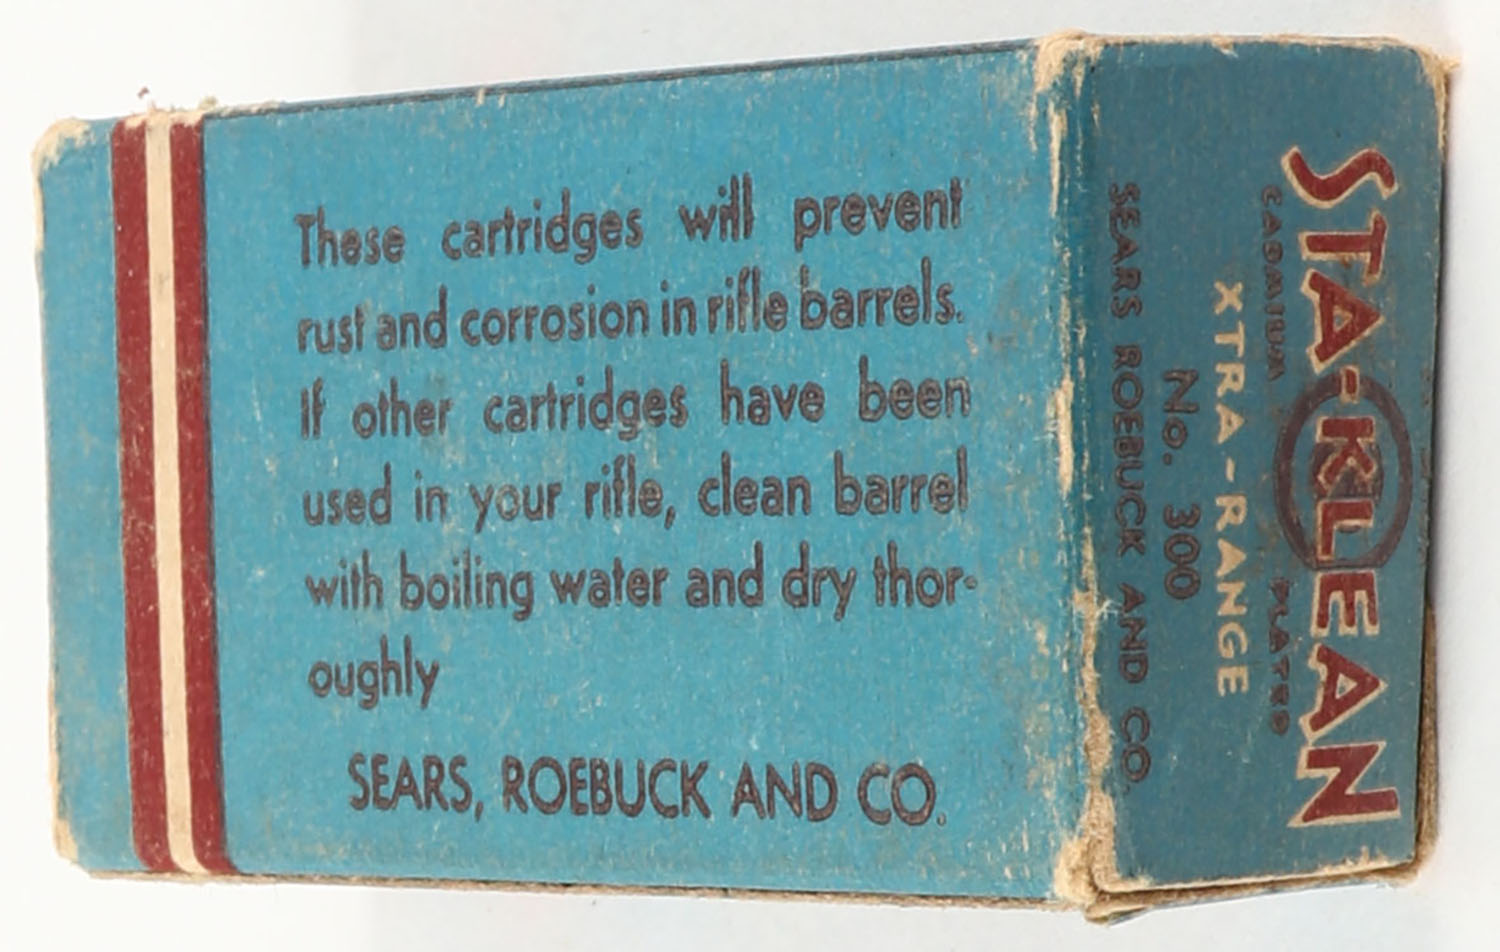 These cartridges will prevent
rust and corrosion in rifle barrels.
If other cartridges have been
used in your rifle, clean barrel
with boiling water and dry thor-
oughly
SEARS, ROEBUCK AND CO.
STA-KLEAN
CADMIUM PLATED
XTRA-RANGE
No. 300
SEARS ROEBUCK AND CO.